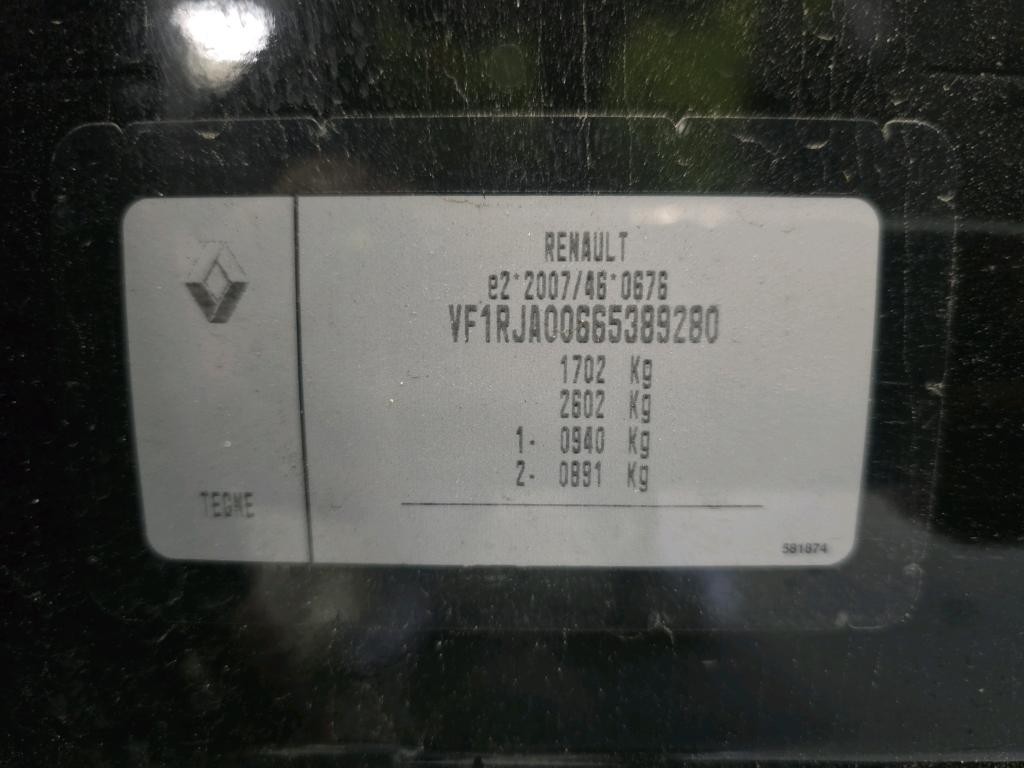 RENAULT
e2*2007/46*0676
VF1RJA00665389280
1702 Kg
2602 Kg
1- 0940 Kg
2- 0891 Kg
TEGNE
581874